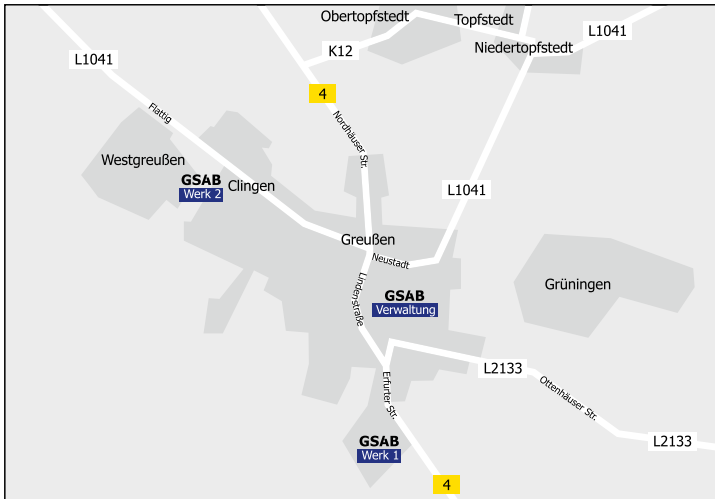 Obertopfstedt
Topfstedt
L1041
K12
Niedertopfstedt
L1041
4
Flattig
Nordhäuser Str.
Westgreußen
GSAB
Werk 2
Clingen
L1041
Greußen
Neustadt
Grüningen
Lindenstraße
GSAB
Verwaltung
L2133
Erfurter Str.
Ottenhäuser Str.
GSAB
Werk 1
L2133
4